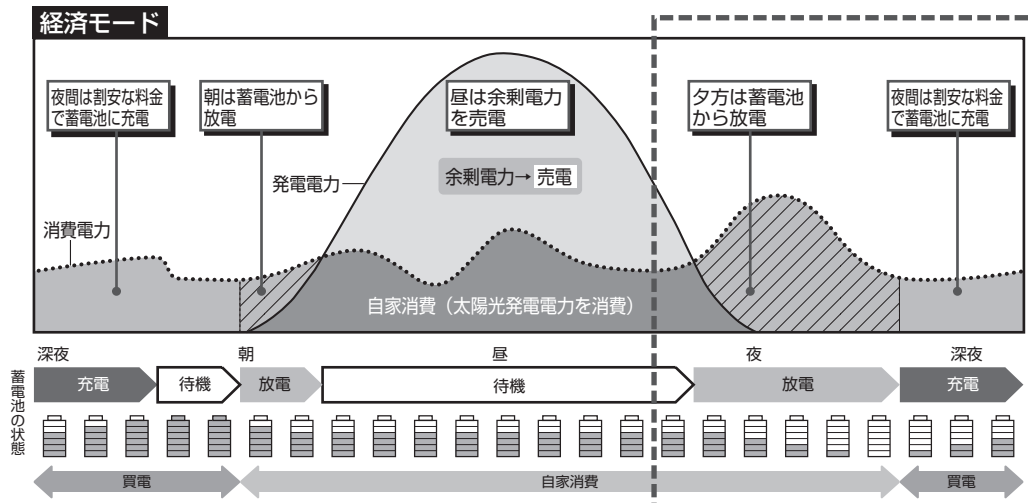 経済モード
夜間は割安な料金
で蓄電池に充電
朝は蓄電池から
放電
昼は余剰電力
を売電
夕方は蓄電池
から放電
夜間は割安な料金
で蓄電池に充電
発電電力
余剰電力→ 売電
消費電力
自家消費（太陽光発電電力を消費）
深夜
朝
昼
夜
深夜
蓄電池の状態
充電
待機
放電
待機
放電
充電
買電
自家消費
買電